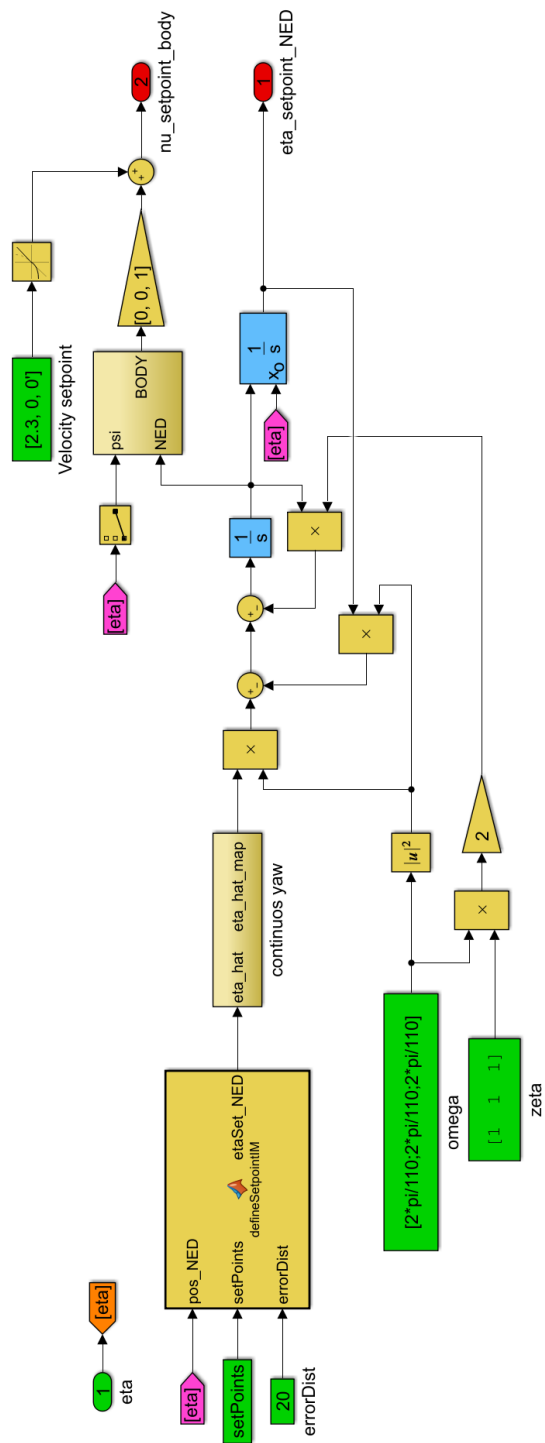 1
eta
[eta]
[eta]
pos_NED
setPoints
setPoints
20
errorDist
errorDist
etaSet_NED
defineSetpointIM
eta_hat
eta_hat_map
continuos yaw
×
+
−
+
−
1
s
[eta]
psi
NED
BODY
[2.3, 0, 0']
Velocity setpoint
[0, 0, 1]
+
+
2
nu_setpoint_body
[eta]
xo
1
s
1
eta_setpoint_NED
×
×
[2*pi/110;2*pi/110;2*pi/110]
omega
[1 1 1]
zeta
|u|²
×
2